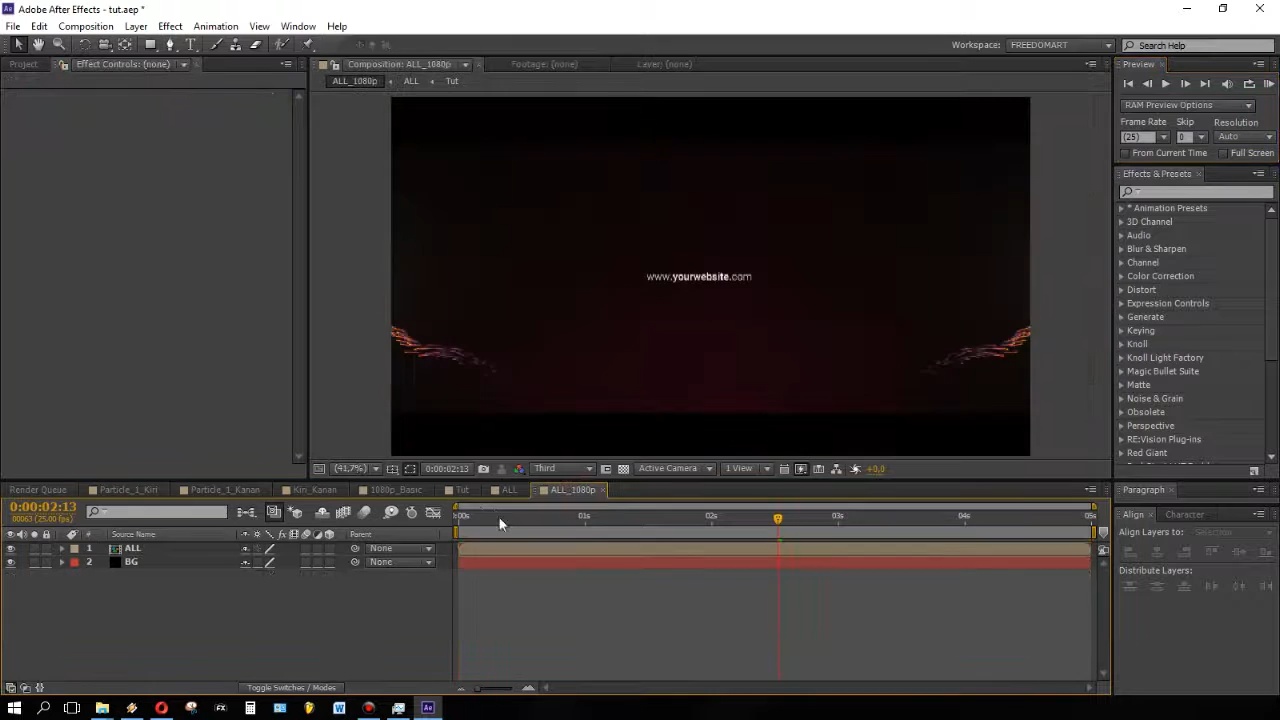 Adobe After Effects - tut.aep *
File Edit Composition Layer Effect Animation View Window Help
Workspace: FREEDOMART Search Help
Project Effect Controls: (none) Composition: ALL_1080p Footage: (none) Layer: (none) Preview
ALL_1080p ALL Tut
RAM Preview Options
Frame Rate Skip Resolution
(25) 0 Auto
From Current Time Full Screen
Effects & Presets
* Animation Presets
3D Channel
Audio
Blur & Sharpen
Channel
Color Correction
Distort
Expression Controls
Generate
Keying
Knoll
Knoll Light Factory
Magic Bullet Suite
Matte
Noise & Grain
Obsolete
Perspective
RE:Vision Plug-ins
Red Giant
www.yourwebsite.com
(41,7%) 0:00:02:13 Third Active Camera 1 View +0,0
Render Queue Particle_1_Kiri Particle_1_Kanan Kiri_Kanan 1080p_Basic Tut ALL ALL_1080p
0:00:02:13
00063 (25.00 fps)
:00s 01s 02s 03s 04s 05s
# Source Name Parent
1 ALL None
2 BG None
Toggle Switches / Modes
Paragraph
Align Character
Align Layers to: Selection
Distribute Layers: